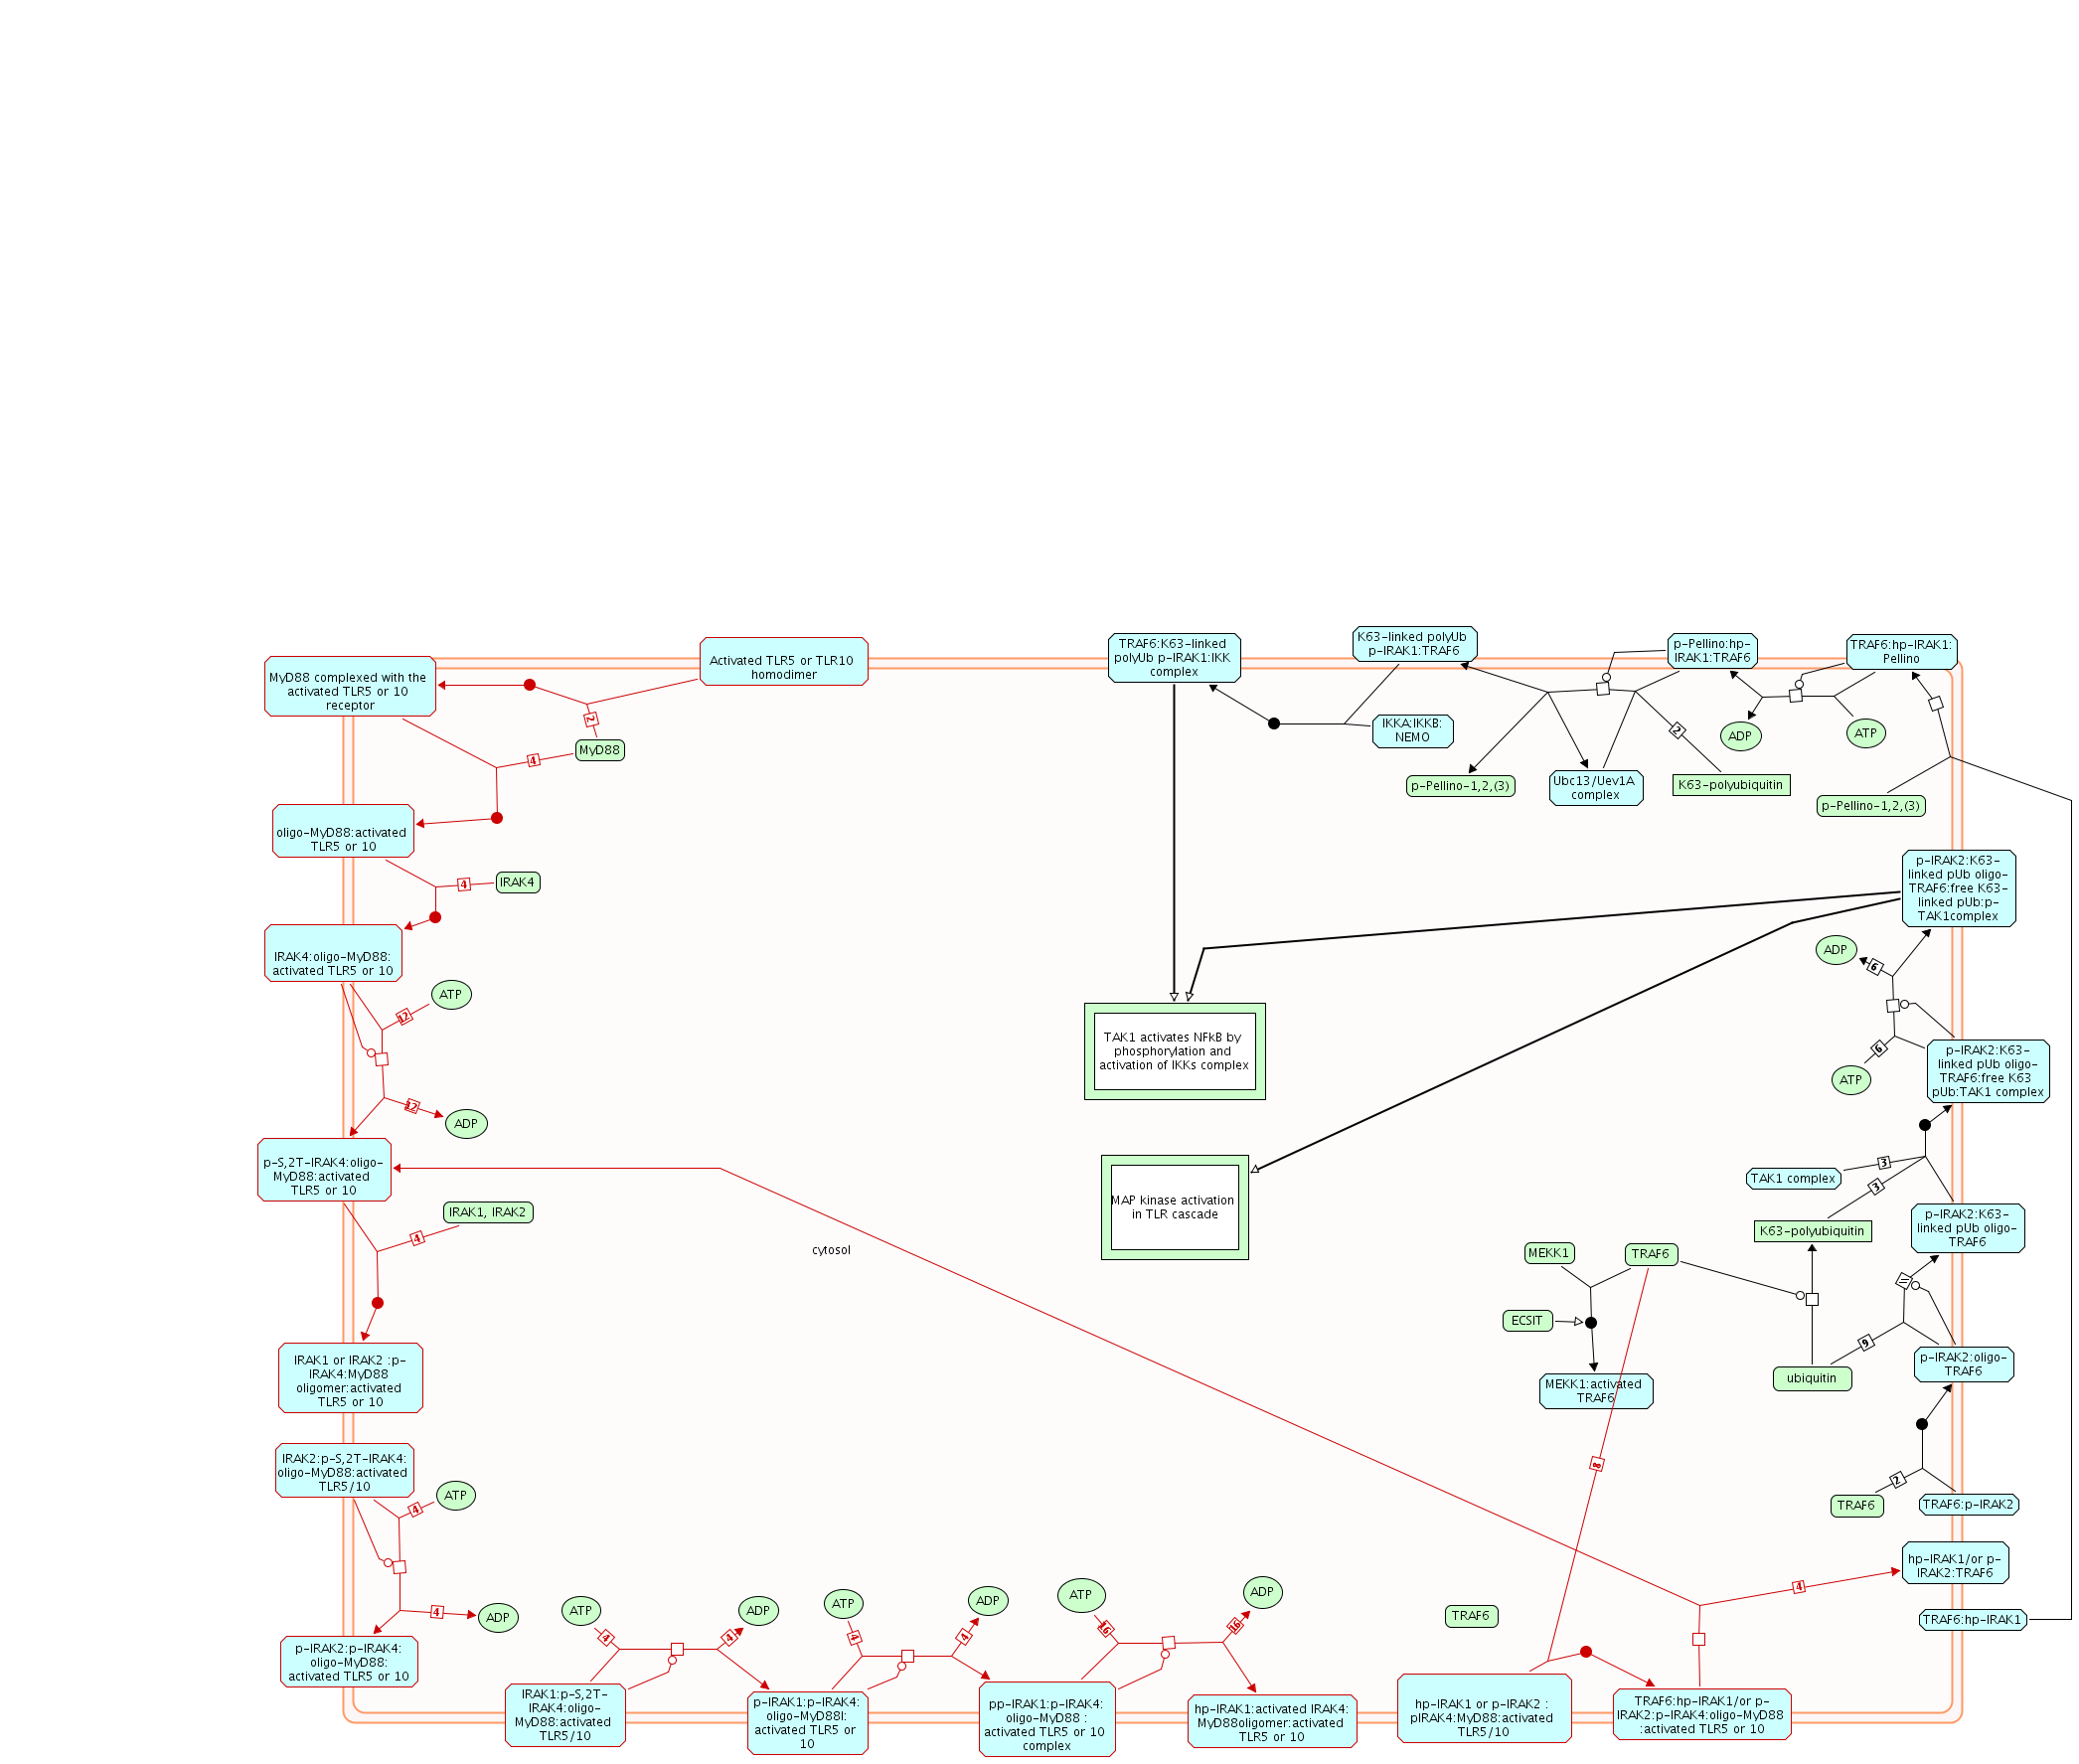 TRAF6:K63-linked
polyUb p-IRAK1:IKK
complex
K63-linked polyUb
p-IRAK1:TRAF6
p-Pellino:hp-
IRAK1:TRAF6
TRAF6:hp-IRAK1:
Pellino
Activated TLR5 or TLR10
homodimer
MyD88 complexed with the
activated TLR5 or 10
receptor
2
MyD88
4
IKKA:IKKB:
NEMO
2
ADP
ATP
p-Pellino-1,2,(3)
Ubc13/Uev1A
complex
K63-polyubiquitin
p-Pellino-1,2,(3)
oligo-MyD88:activated
TLR5 or 10
4
IRAK4
p-IRAK2:K63-
linked pUb oligo-
TRAF6:free K63-
linked pUb:p-
TAK1complex
IRAK4:oligo-MyD88:
activated TLR5 or 10
ADP
6
ATP
12
TAK1 activates NFkB by
phosphorylation and
activation of IKKs complex
6
ATP
p-IRAK2:K63-
linked pUb oligo-
TRAF6:free K63
pUb:TAK1 complex
12
ADP
p-S,2T-IRAK4:oligo-
MyD88:activated
TLR5 or 10
TAK1 complex
3
3
MAP kinase activation
in TLR cascade
IRAK1, IRAK2
4
K63-polyubiquitin
p-IRAK2:K63-
linked pUb oligo-
TRAF6
cytosol
MEKK1
TRAF6
ECSIT
IRAK1 or IRAK2 :p-
IRAK4:MyD88
oligomer:activated
TLR5 or 10
9
p-IRAK2:oligo-
TRAF6
ubiquitin
MEKK1:activated
TRAF6
IRAK2:p-S,2T-IRAK4:
oligo-MyD88:activated
TLR5/10
4
ATP
8
2
TRAF6
TRAF6:p-IRAK2
hp-IRAK1/or p-
IRAK2:TRAF6
4
4
ADP
ATP
4
4
ADP
ATP
4
4
ADP
ATP
16
16
ADP
TRAF6
TRAF6:hp-IRAK1
p-IRAK2:p-IRAK4:
oligo-MyD88:
activated TLR5 or 10
IRAK1:p-S,2T-
IRAK4:oligo-
MyD88:activated
TLR5/10
p-IRAK1:p-IRAK4:
oligo-MyD88I:
activated TLR5 or
10
pp-IRAK1:p-IRAK4:
oligo-MyD88 :
activated TLR5 or 10
complex
hp-IRAK1:activated IRAK4:
MyD88oligomer:activated
TLR5 or 10
hp-IRAK1 or p-IRAK2 :
pIRAK4:MyD88:activated
TLR5/10
TRAF6:hp-IRAK1/or p-
IRAK2:p-IRAK4:oligo-MyD88
:activated TLR5 or 10